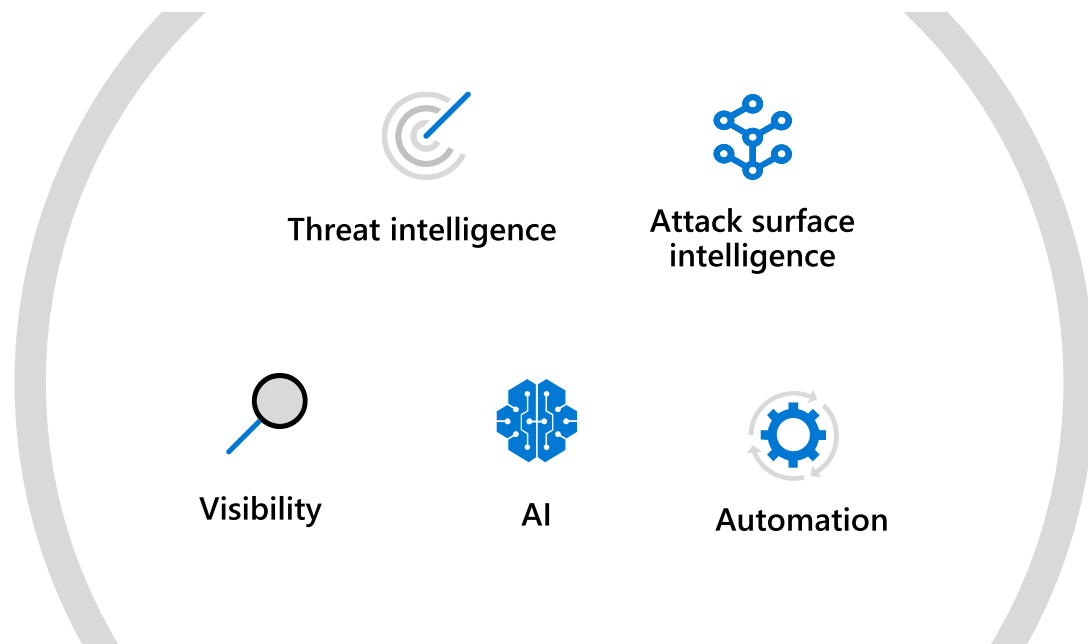 Threat intelligence
Attack surface
intelligence
Visibility
AI
Automation